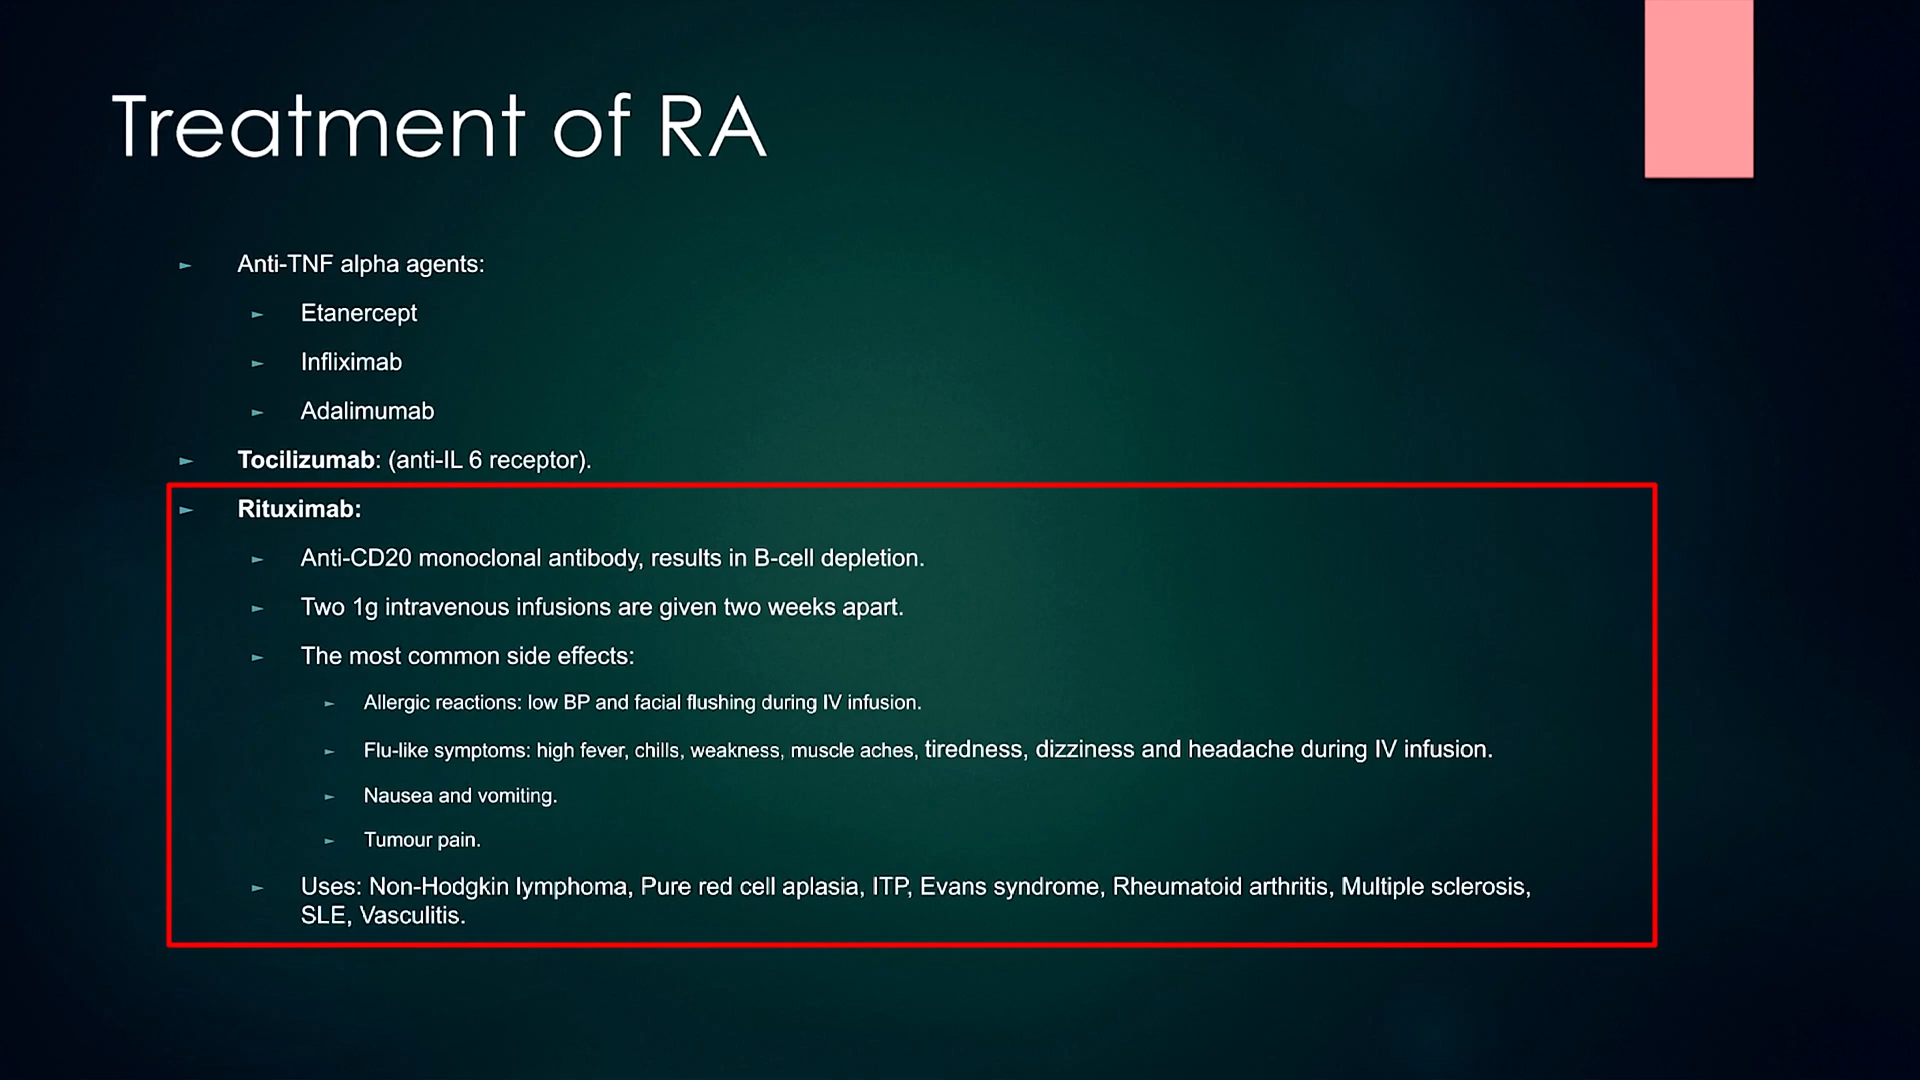 Treatment of RA
Anti-TNF alpha agents:
Etanercept
Infliximab
Adalimumab
Tocilizumab: (anti-IL 6 receptor).
Rituximab:
Anti-CD20 monoclonal antibody, results in B-cell depletion.
Two 1g intravenous infusions are given two weeks apart.
The most common side effects:
Allergic reactions: low BP and facial flushing during IV infusion.
Flu-like symptoms: high fever, chills, weakness, muscle aches, tiredness, dizziness and headache during IV infusion.
Nausea and vomiting.
Tumour pain.
Uses: Non-Hodgkin lymphoma, Pure red cell aplasia, ITP, Evans syndrome, Rheumatoid arthritis, Multiple sclerosis,
SLE, Vasculitis.